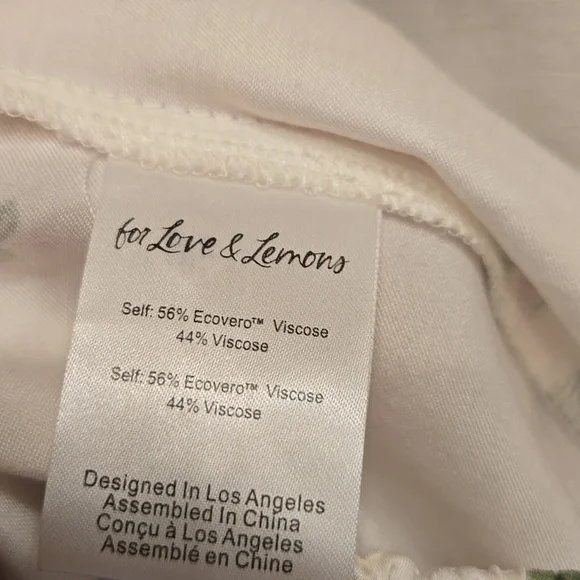 for Love & Lemons
Self: 56% Ecovero™ Viscose
44% Viscose
Self: 56% Ecovero™ Viscose
44% Viscose
Designed In Los Angeles
Assembled In China
Conçu à Los Angeles
Assemblé en Chine